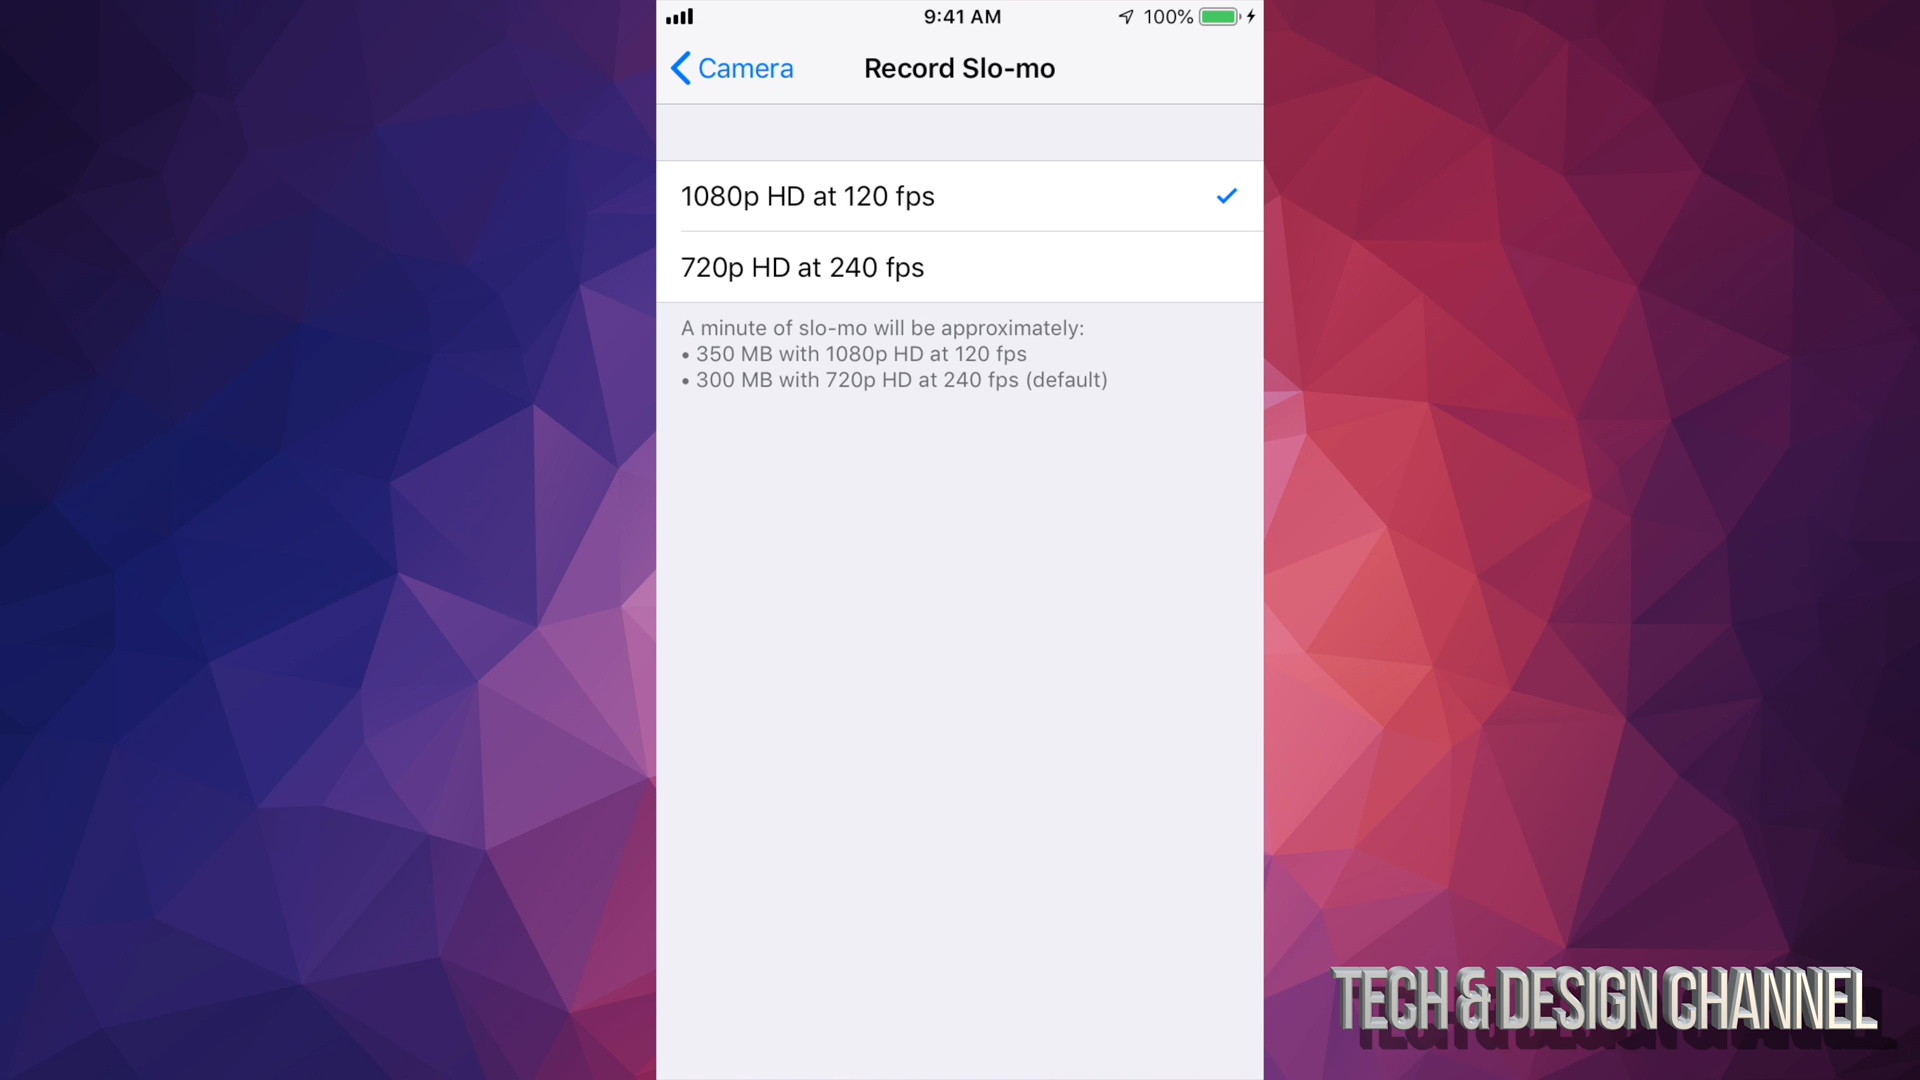 9:41 AM
100%
Camera
Record Slo-mo
1080p HD at 120 fps
720p HD at 240 fps
A minute of slo-mo will be approximately:
• 350 MB with 1080p HD at 120 fps
• 300 MB with 720p HD at 240 fps (default)
TECH & DESIGN CHANNEL